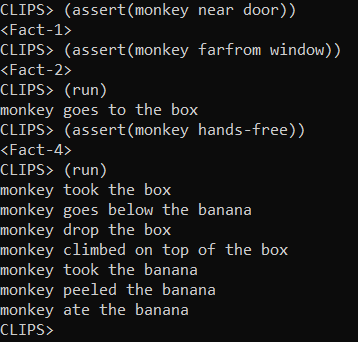 CLIPS> (assert(monkey near door))
<Fact-1>
CLIPS> (assert(monkey farfrom window))
<Fact-2>
CLIPS> (run)
monkey goes to the box
CLIPS> (assert(monkey hands-free))
<Fact-4>
CLIPS> (run)
monkey took the box
monkey goes below the banana
monkey drop the box
monkey climbed on top of the box
monkey took the banana
monkey peeled the banana
monkey ate the banana
CLIPS>